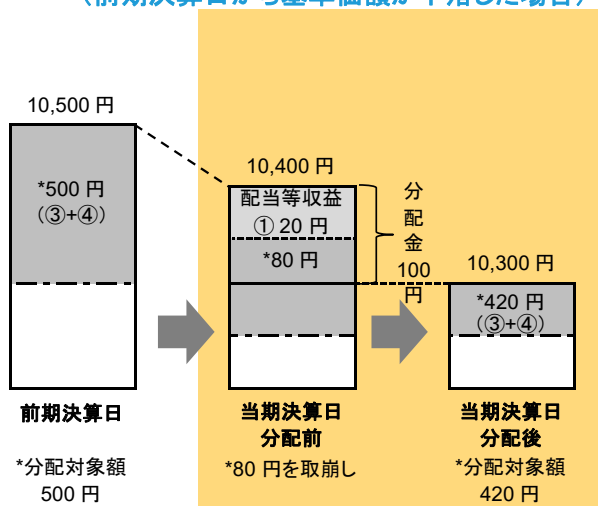 （前期決算日から基準価額が下落した場合）
10,500 円
*500 円
（③+④）
前期決算日
*分配対象額
500 円
10,400 円
配当等収益
① 20 円
*80 円
分
配
金
100
円
当期決算日
分配前
*80 円を取崩し
10,300 円
*420 円
（③+④）
当期決算日
分配後
*分配対象額
420 円